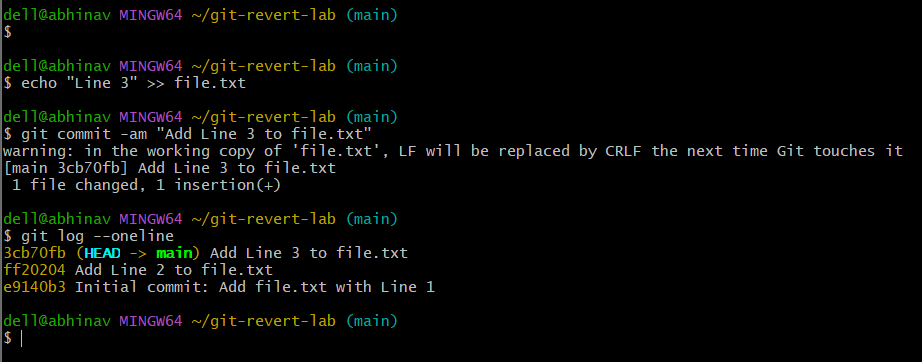 dell@abhinav MINGW64 ~/git-revert-lab (main)
$
dell@abhinav MINGW64 ~/git-revert-lab (main)
$ echo "Line 3" >> file.txt
dell@abhinav MINGW64 ~/git-revert-lab (main)
$ git commit -am "Add Line 3 to file.txt"
warning: in the working copy of 'file.txt', LF will be replaced by CRLF the next time Git touches it
[main 3cb70fb] Add Line 3 to file.txt
 1 file changed, 1 insertion(+)
dell@abhinav MINGW64 ~/git-revert-lab (main)
$ git log --oneline
3cb70fb (HEAD -> main) Add Line 3 to file.txt
ff20204 Add Line 2 to file.txt
e9140b3 Initial commit: Add file.txt with Line 1
dell@abhinav MINGW64 ~/git-revert-lab (main)
$